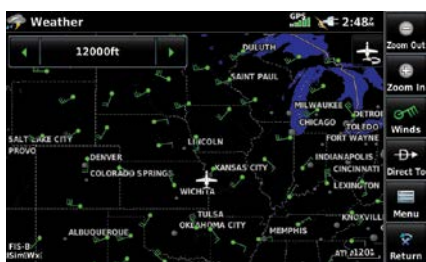 Weather
GPS
2:48
12000ft
Zoom Out
DULUTH
SAINT PAUL
Zoom In
MILWAUKEE
DETROI
CHICAGO
TOLEDO
Winds
SALT LAKE CITY
LINCOLN
FORT WAYNE
PROVO
DENVER
INDIANAPOLIS
COLORADO SPRINGS
KANSAS CITY
CINCINNATI
Direct To
WICHITA
LEXINGTON
TULSA
Menu
OKLAHOMA CITY
KNOXVILL
ALBUQUERQUE
MEMPHIS
FIS-B
Return